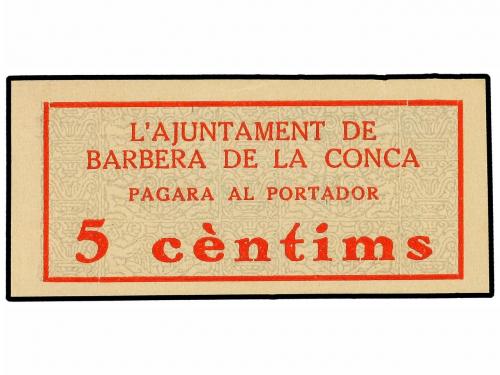 L'AJUNTAMENT DE
BARBERA DE LA CONCA
PAGARA AL PORTADOR
5 cèntims